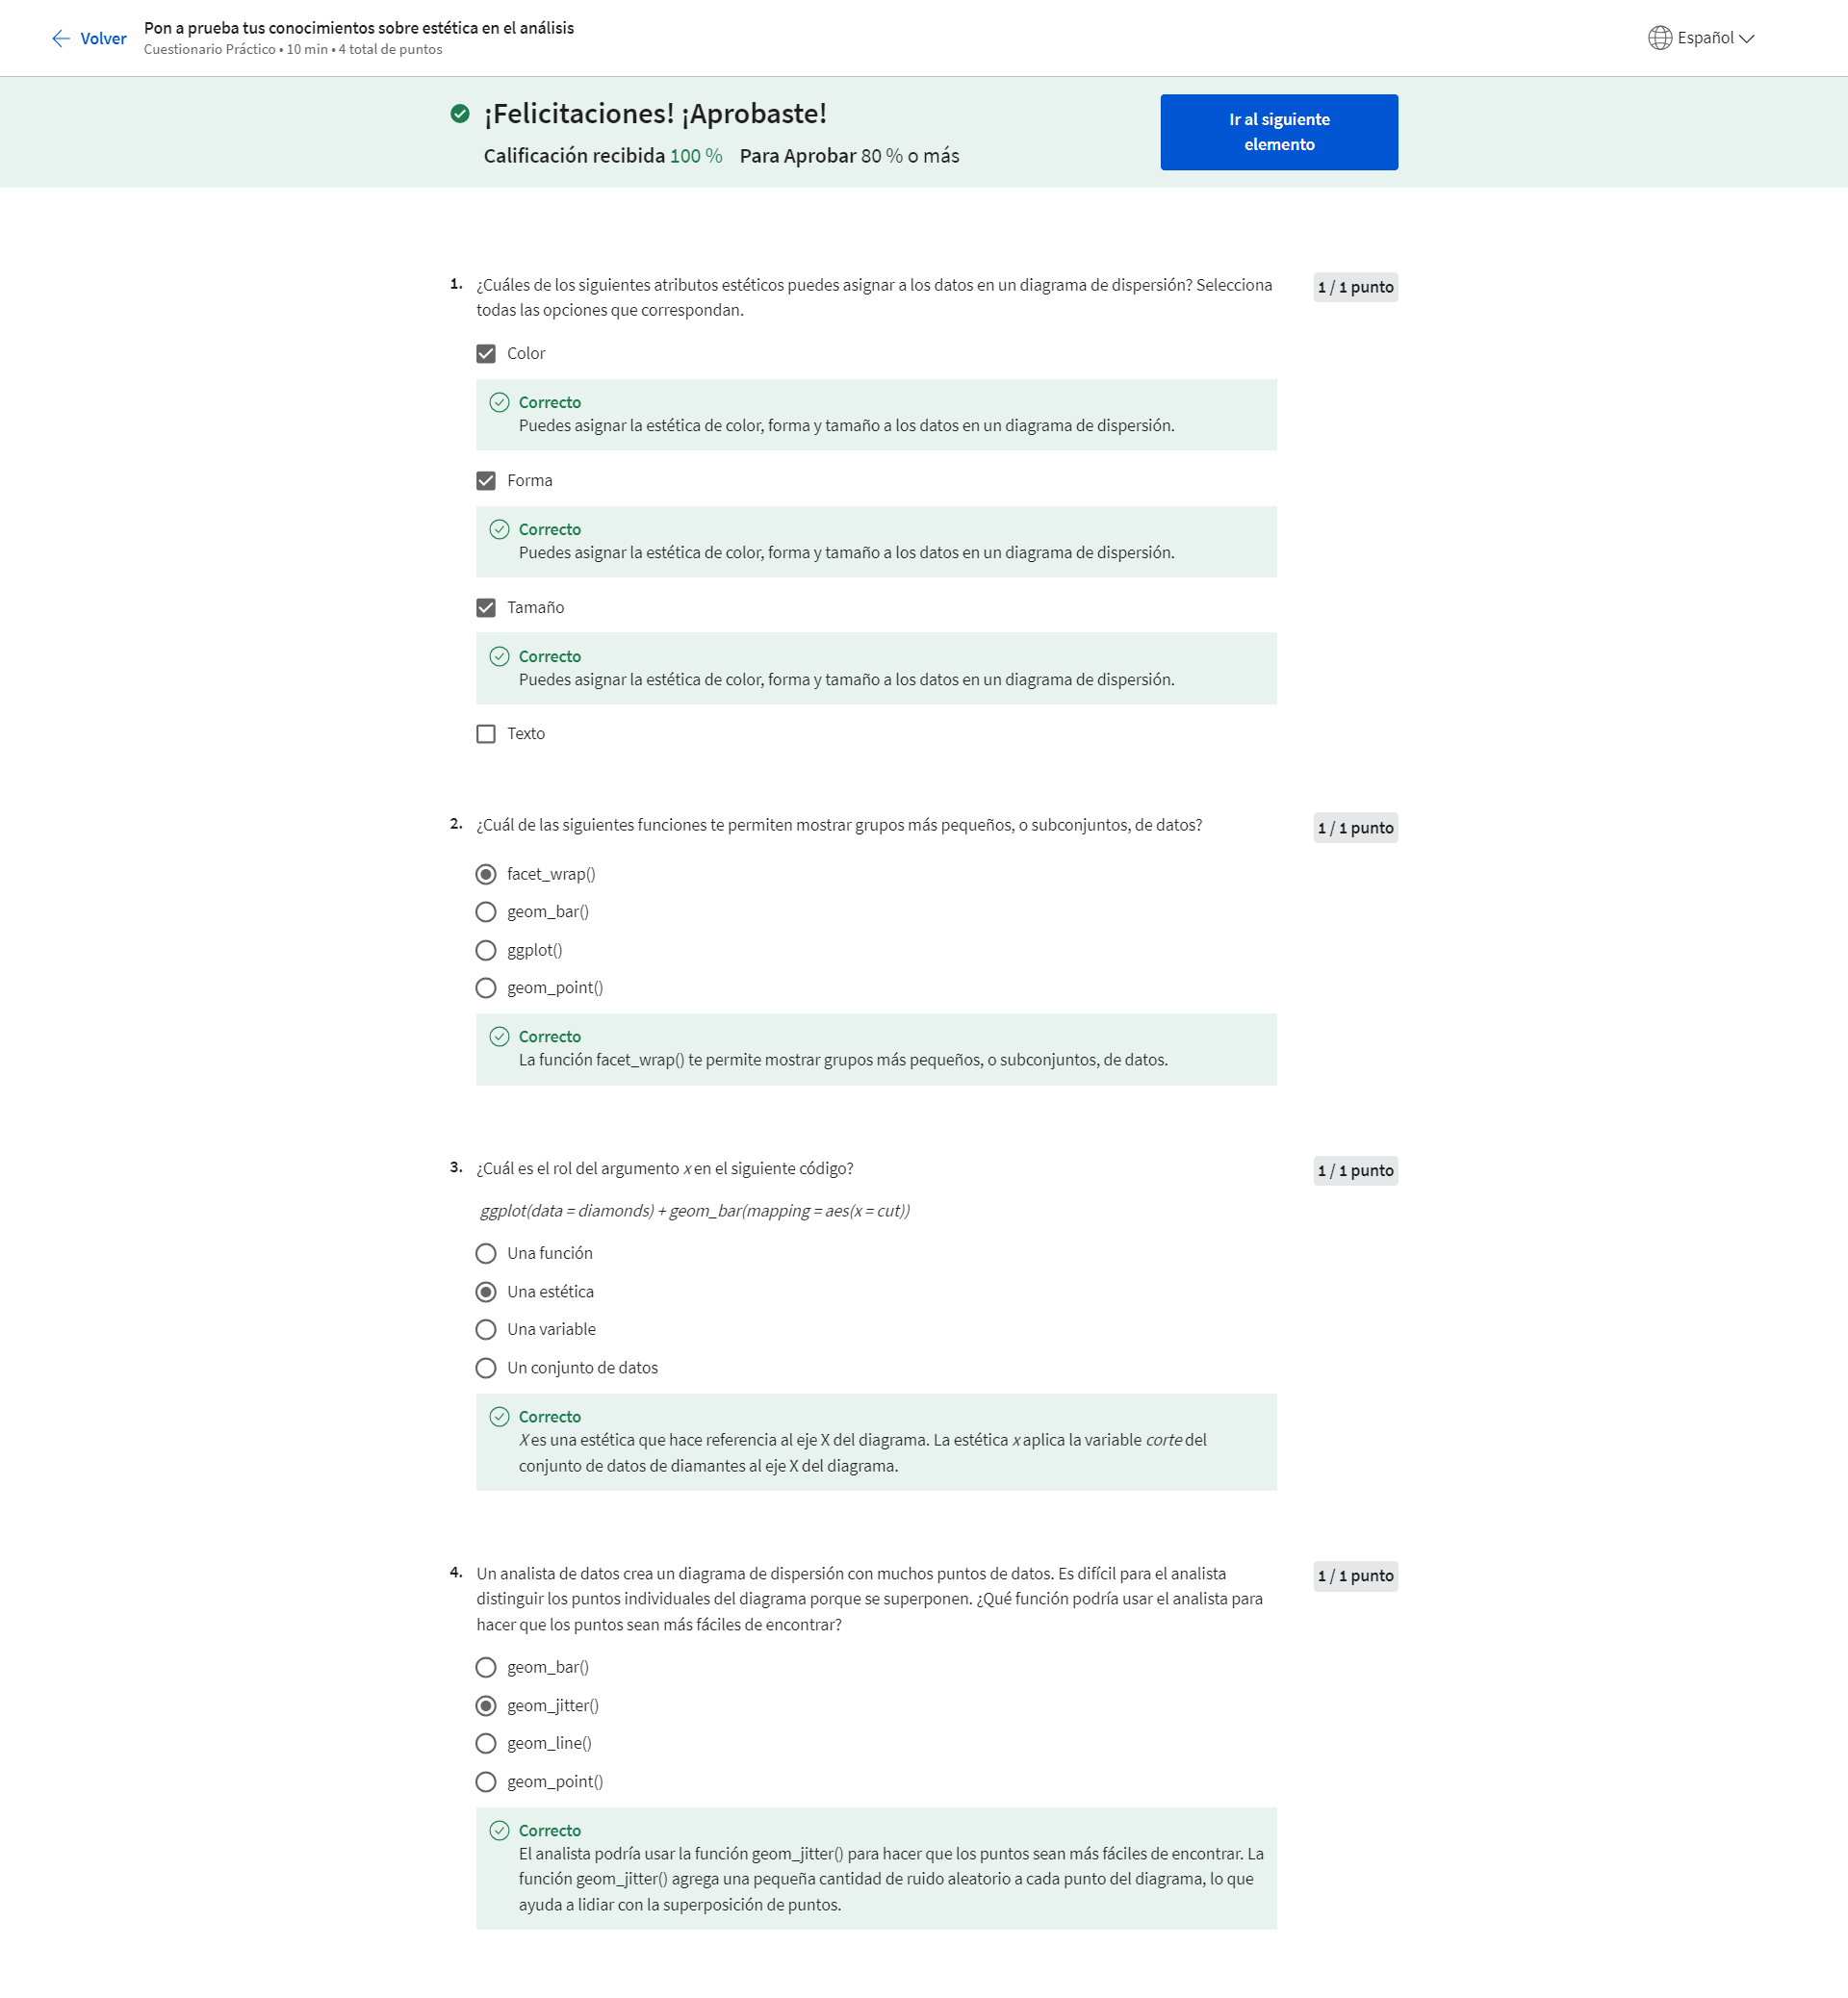 Volver
Pon a prueba tus conocimientos sobre estética en el análisis
Cuestionario Práctico • 10 min • 4 total de puntos
Español
¡Felicitaciones! ¡Aprobaste!
Calificación recibida 100 % Para Aprobar 80 % o más
Ir al siguiente
elemento
1. ¿Cuáles de los siguientes atributos estéticos puedes asignar a los datos en un diagrama de dispersión? Selecciona
todas las opciones que correspondan.
1 / 1 punto
Color
Correcto
Puedes asignar la estética de color, forma y tamaño a los datos en un diagrama de dispersión.
Forma
Correcto
Puedes asignar la estética de color, forma y tamaño a los datos en un diagrama de dispersión.
Tamaño
Correcto
Puedes asignar la estética de color, forma y tamaño a los datos en un diagrama de dispersión.
Texto
2. ¿Cuál de las siguientes funciones te permiten mostrar grupos más pequeños, o subconjuntos, de datos?
1 / 1 punto
facet_wrap()
geom_bar()
ggplot()
geom_point()
Correcto
La función facet_wrap() te permite mostrar grupos más pequeños, o subconjuntos, de datos.
3. ¿Cuál es el rol del argumento x en el siguiente código?
1 / 1 punto
ggplot(data = diamonds) + geom_bar(mapping = aes(x = cut))
Una función
Una estética
Una variable
Un conjunto de datos
Correcto
X es una estética que hace referencia al eje X del diagrama. La estética x aplica la variable corte del
conjunto de datos de diamantes al eje X del diagrama.
4. Un analista de datos crea un diagrama de dispersión con muchos puntos de datos. Es difícil para el analista
distinguir los puntos individuales del diagrama porque se superponen. ¿Qué función podría usar el analista para
hacer que los puntos sean más fáciles de encontrar?
1 / 1 punto
geom_bar()
geom_jitter()
geom_line()
geom_point()
Correcto
El analista podría usar la función geom_jitter() para hacer que los puntos sean más fáciles de encontrar. La
función geom_jitter() agrega una pequeña cantidad de ruido aleatorio a cada punto del diagrama, lo que
ayuda a lidiar con la superposición de puntos.